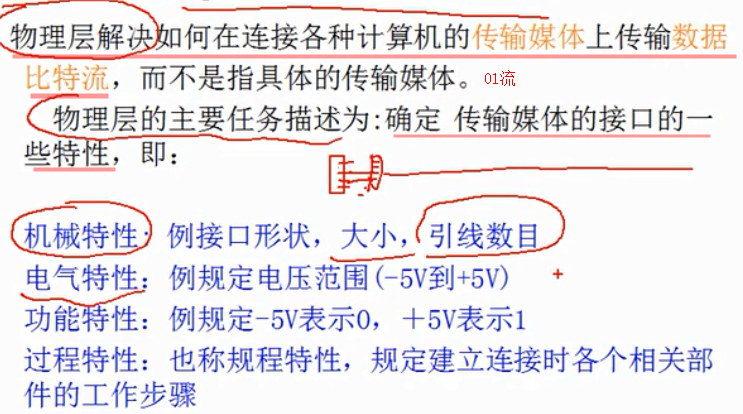 物理层解决如何在连接各种计算机的传输媒体上传输数据
比特流，而不是指具体的传输媒体。 01流
物理层的主要任务描述为:确定 传输媒体的接口的一
些特性，即：
机械特性：例接口形状，大小，引线数目
电气特性：例规定电压范围(-5V到+5V)
功能特性：例规定-5V表示0，＋5V表示1
过程特性：也称规程特性，规定建立连接时各个相关部
件的工作步骤